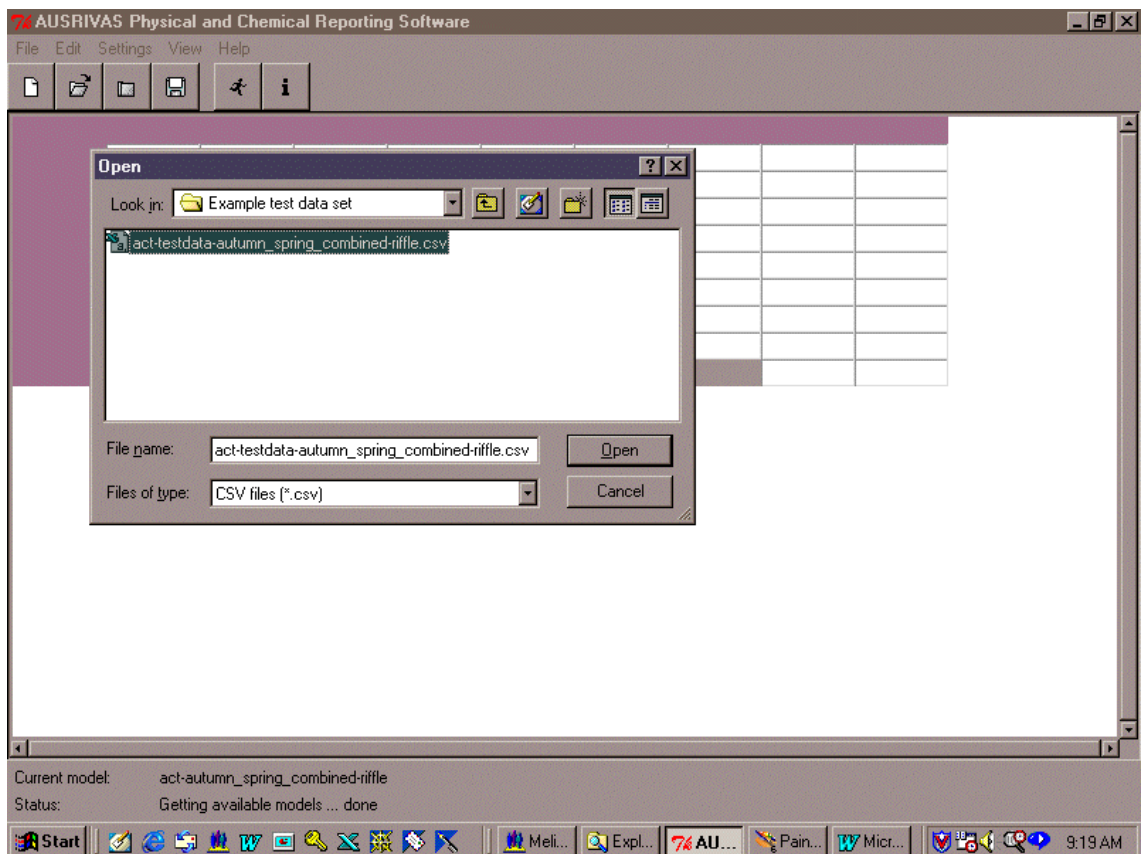 AUSRIVAS Physical and Chemical Reporting Software
File Edit Settings View Help
Open
Look in: Example test data set
act-testdata-autumn_spring_combined-riffle.csv
File name: act-testdata-autumn_spring_combined-riffle.csv Open
Files of type: CSV files (*.csv) Cancel
Current model: act-autumn_spring_combined-riffle
Status: Getting available models ... done
Start Meli... Expl... AU... Pain... Micr... 9:19 AM